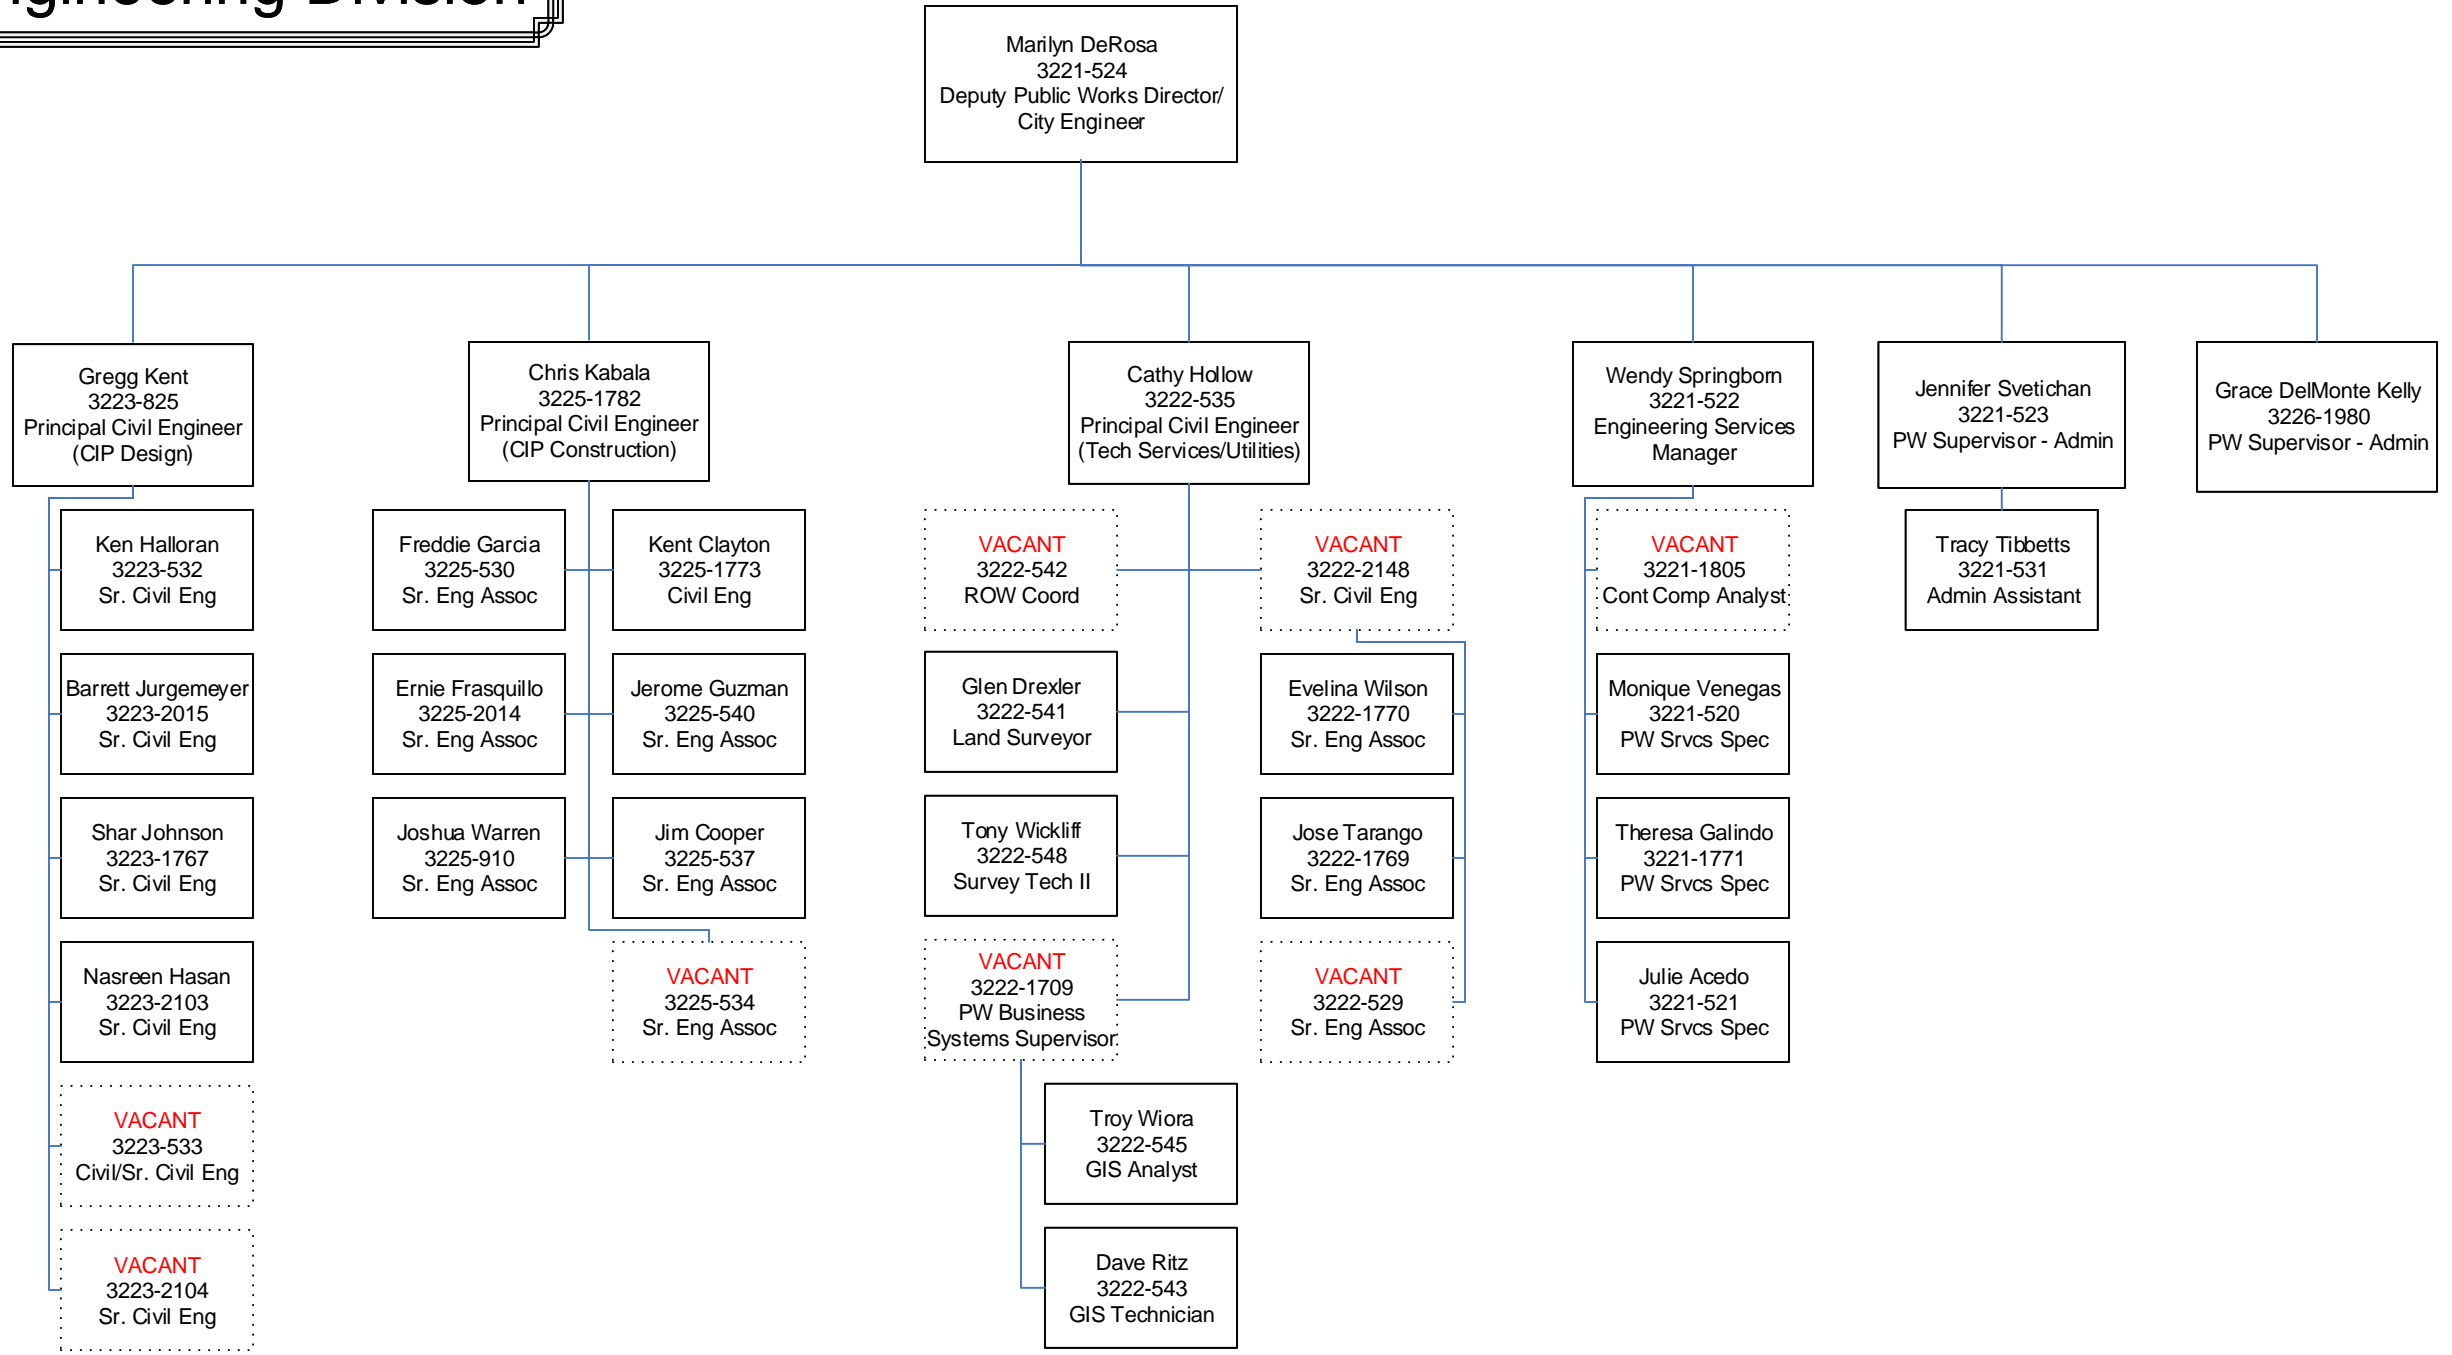 ngineering Division
Marilyn DeRosa
3221-524
Deputy Public Works Director/
City Engineer
Gregg Kent
3223-825
Principal Civil Engineer
(CIP Design)
Chris Kabala
3225-1782
Principal Civil Engineer
(CIP Construction)
Cathy Hollow
3222-535
Principal Civil Engineer
(Tech Services/Utilities)
Wendy Springborn
3221-522
Engineering Services
Manager
Jennifer Svetichan
3221-523
PW Supervisor - Admin
Grace DelMonte Kelly
3226-1980
PW Supervisor - Admin
Ken Halloran
3223-532
Sr. Civil Eng
Barrett Jurgemeyer
3223-2015
Sr. Civil Eng
Shar Johnson
3223-1767
Sr. Civil Eng
Nasreen Hasan
3223-2103
Sr. Civil Eng
VACANT
3223-533
Civil/Sr. Civil Eng
VACANT
3223-2104
Sr. Civil Eng
Freddie Garcia
3225-530
Sr. Eng Assoc
Kent Clayton
3225-1773
Civil Eng
Ernie Frasquillo
3225-2014
Sr. Eng Assoc
Jerome Guzman
3225-540
Sr. Eng Assoc
Joshua Warren
3225-910
Sr. Eng Assoc
Jim Cooper
3225-537
Sr. Eng Assoc
VACANT
3225-534
Sr. Eng Assoc
VACANT
3222-542
ROW Coord
Glen Drexler
3222-541
Land Surveyor
Tony Wickliff
3222-548
Survey Tech II
VACANT
3222-1709
PW Business
Systems Supervisor
Troy Wiora
3222-545
GIS Analyst
Dave Ritz
3222-543
GIS Technician
VACANT
3222-2148
Sr. Civil Eng
Evelina Wilson
3222-1770
Sr. Eng Assoc
Jose Tarango
3222-1769
Sr. Eng Assoc
VACANT
3222-529
Sr. Eng Assoc
VACANT
3221-1805
Cont Comp Analyst
Monique Venegas
3221-520
PW Srvcs Spec
Theresa Galindo
3221-1771
PW Srvcs Spec
Julie Acedo
3221-521
PW Srvcs Spec
Tracy Tibbetts
3221-531
Admin Assistant